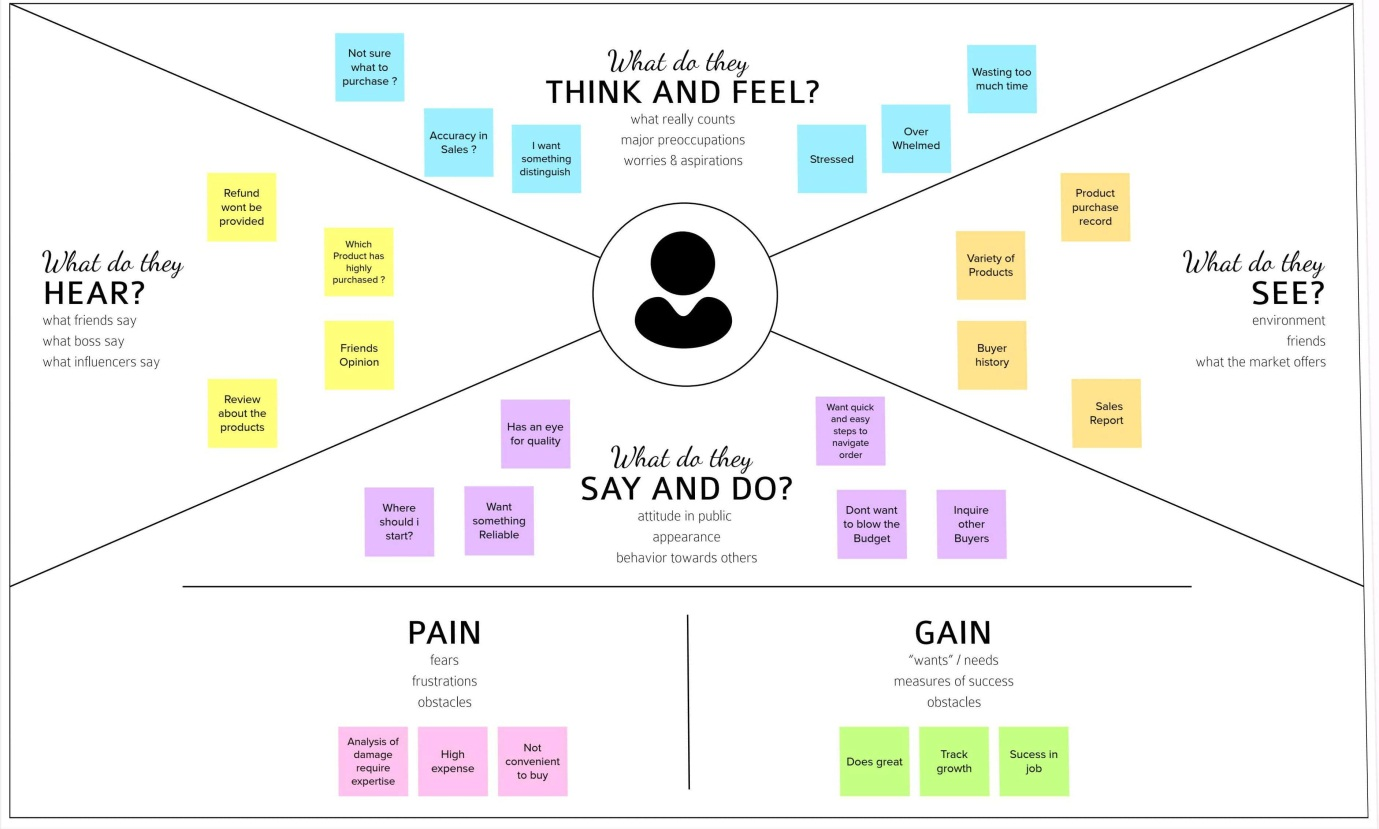 What do they
THINK AND FEEL?
what really counts
major preoccupations
worries & aspirations
Not sure
what to
purchase ?
Accuracy in
Sales ?
I want
something
distinguish
Stressed
Over
Whelmed
Wasting too
much time
What do they
HEAR?
what friends say
what boss say
what influencers say
Refund
wont be
provided
Which
Product has
highly
purchased ?
Friends
Opinion
Review
about the
products
What do they
SEE?
environment
friends
what the market offers
Product
purchase
record
Variety of
Products
Buyer
history
Sales
Report
What do they
SAY AND DO?
attitude in public
appearance
behavior towards others
Has an eye
for quality
Where
should i
start?
Want
something
Reliable
Want quick
and easy
steps to
navigate
order
Dont want
to blow the
Budget
Inquire
other
Buyers
PAIN
fears
frustrations
obstacles
Analysis of
damage
require
expertise
High
expense
Not
convenient
to buy
GAIN
“wants” / needs
measures of success
obstacles
Does great
Track
growth
Sucess in
job